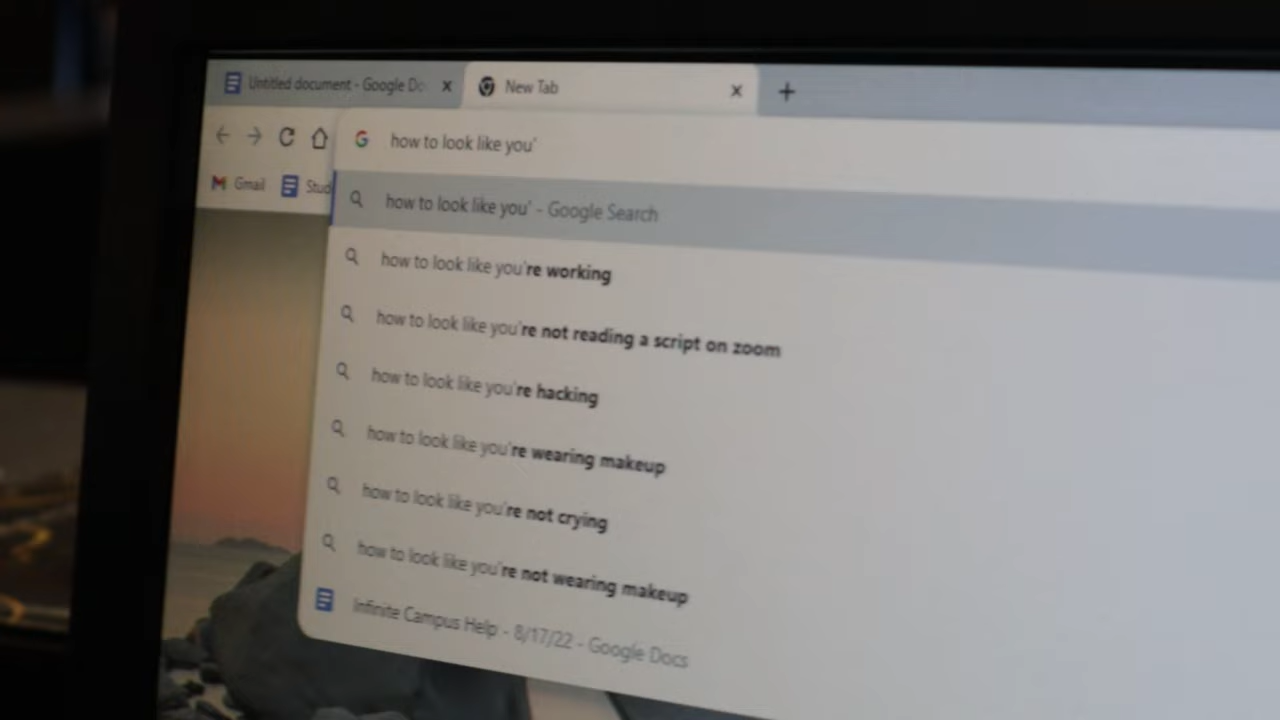 Untitled document - Google Do
New Tab
how to look like you'
Gmail
Stud
how to look like you' - Google Search
how to look like you're working
how to look like you're not reading a script on zoom
how to look like you're hacking
how to look like you're wearing makeup
how to look like you're not crying
how to look like you're not wearing makeup
Infinite Campus Help - 8/17/22 - Google Docs